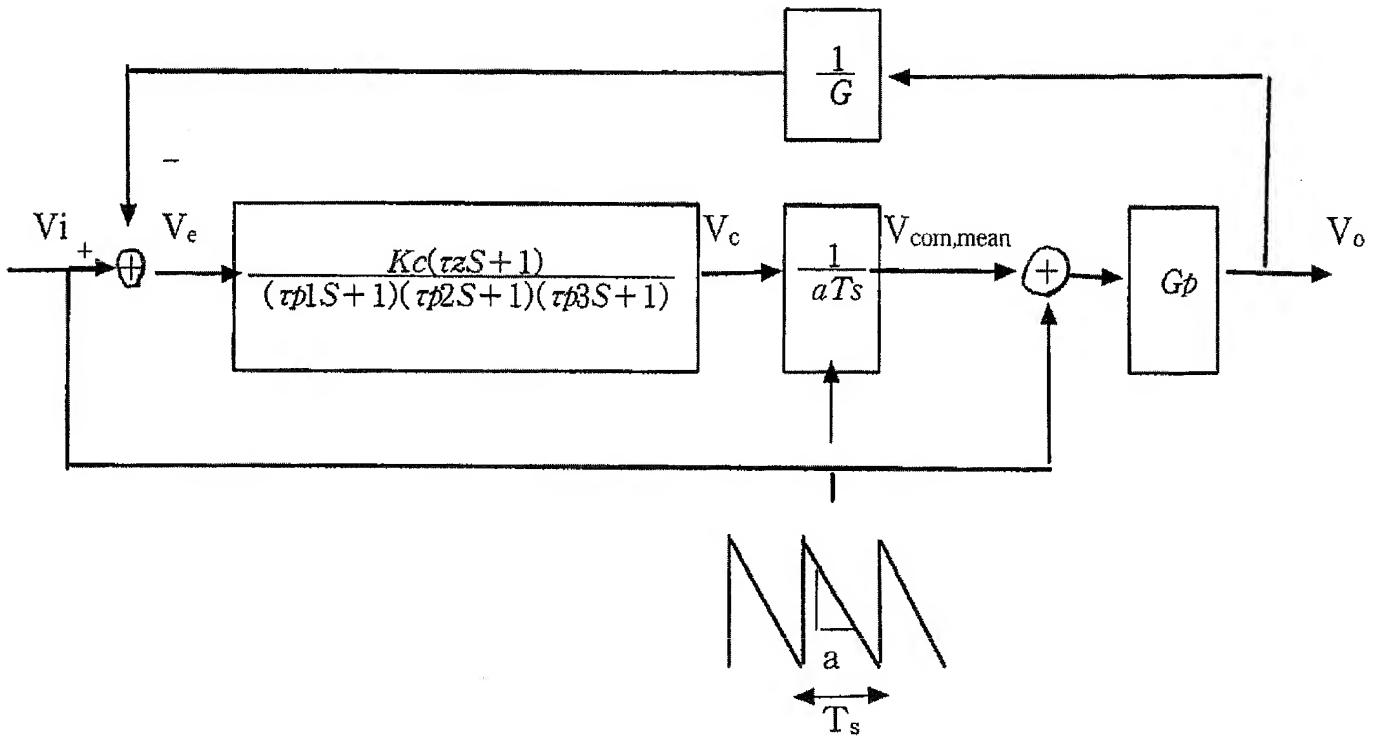 1
G
−
Vi
+
+
Ve
Kc(τzS+1)
(τp1S+1)(τp2S+1)(τp3S+1)
Vc
1
aTs
Vcom,mean
+
Gp
Vo
a
Ts